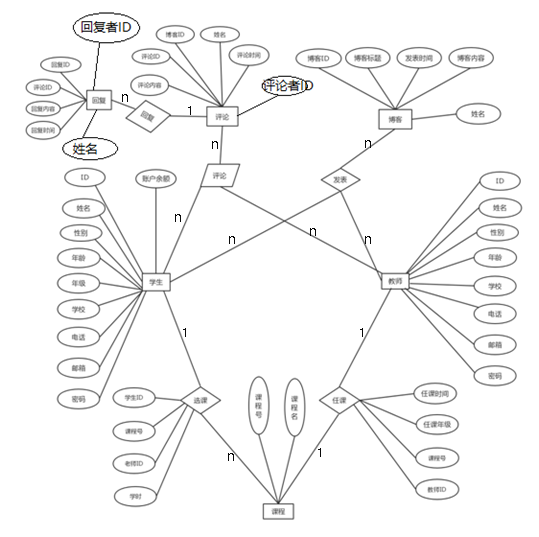 回复者ID
博客ID
姓名
回复ID
评论ID
评论时间
博客ID
博客标题
发表时间
博客内容
评论ID
评论内容
评论者ID
回复
n
回复内容
回复
1
评论
博客
姓名
回复时间
姓名
n
n
ID
账户余额
评论
发表
ID
姓名
姓名
性别
n
n
n
n
性别
年龄
年龄
年级
学生
教师
学校
学校
电话
电话
1
1
邮箱
邮箱
密码
密码
学生ID
选课
课程号
课程名
任课
任课时间
课程号
任课年级
老师ID
n
1
课程号
学时
教师ID
课程